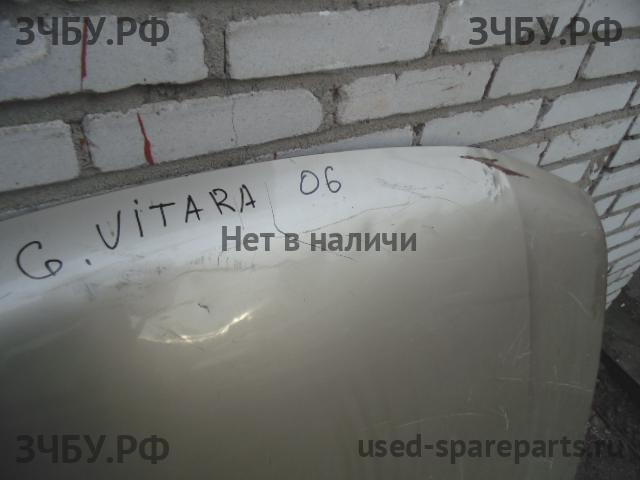 ЗЧБУ.РФ
ЗЧБУ.РФ
G. ViTARA 06
Нет в наличи
ЗЧБУ.РФ
used-spareparts.ru